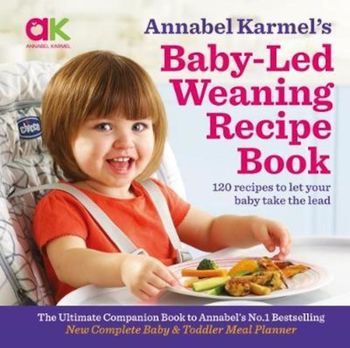 ak
ANNABEL KARMEL
Annabel Karmel's
Baby-Led
Weaning
Recipe
Book
120 recipes to let your
baby take the lead
chicco
The Ultimate Companion Book to Annabel's No.1 Bestselling
New Complete Baby & Toddler Meal Planner